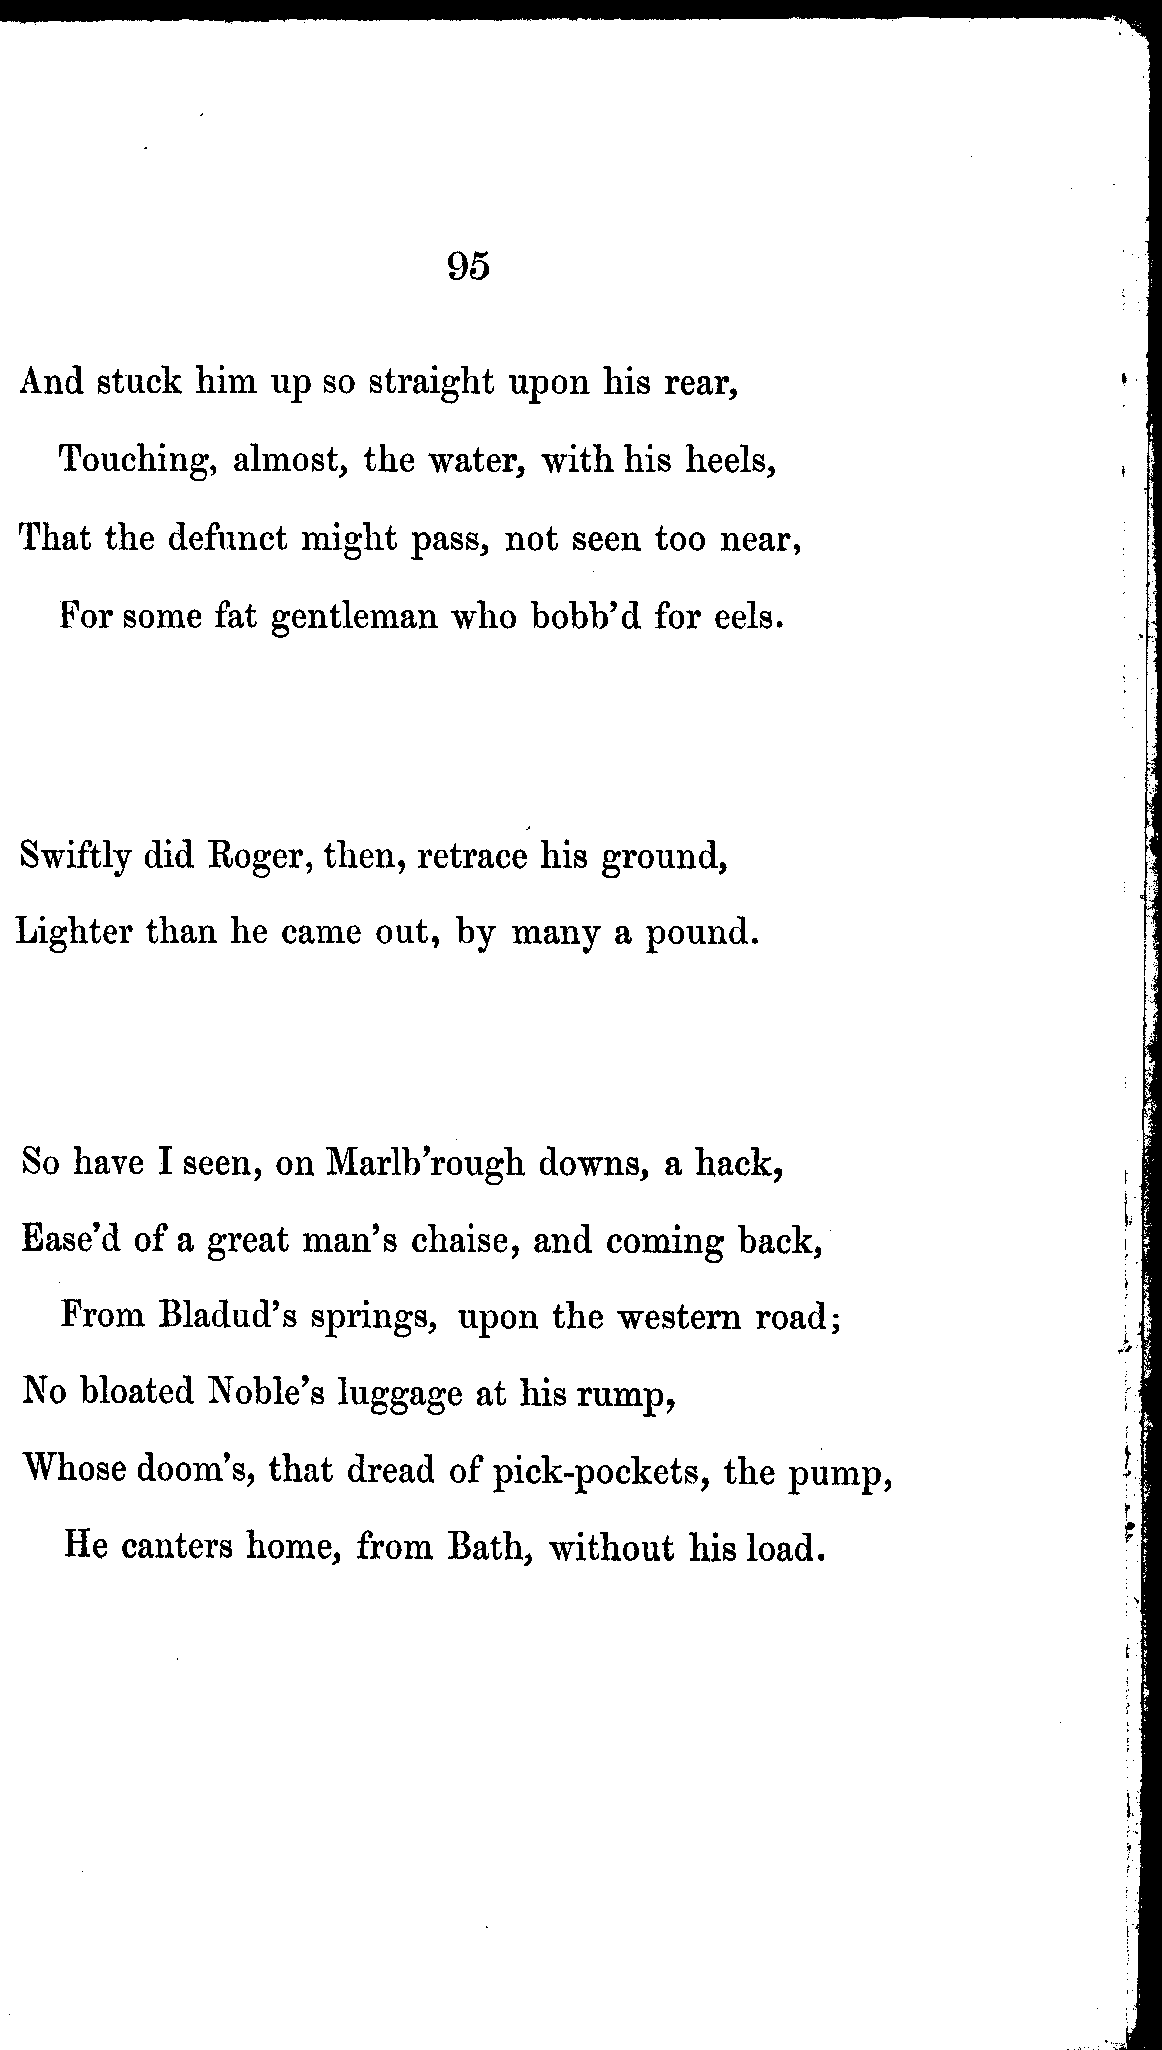 95
And stuck him up so straight upon his rear,
Touching, almost, the water, with his heels,
That the defunct might pass, not seen too near,
For some fat gentleman who bobb'd for eels.
Swiftly did Roger, then, retrace his ground,
Lighter than he came out, by many a pound.
So have I seen, on Marlb'rough downs, a hack,
Ease'd of a great man's chaise, and coming back,
From Bladud's springs, upon the western road;
No bloated Noble's luggage at his rump,
Whose doom's, that dread of pick-pockets, the pump,
He canters home, from Bath, without his load.